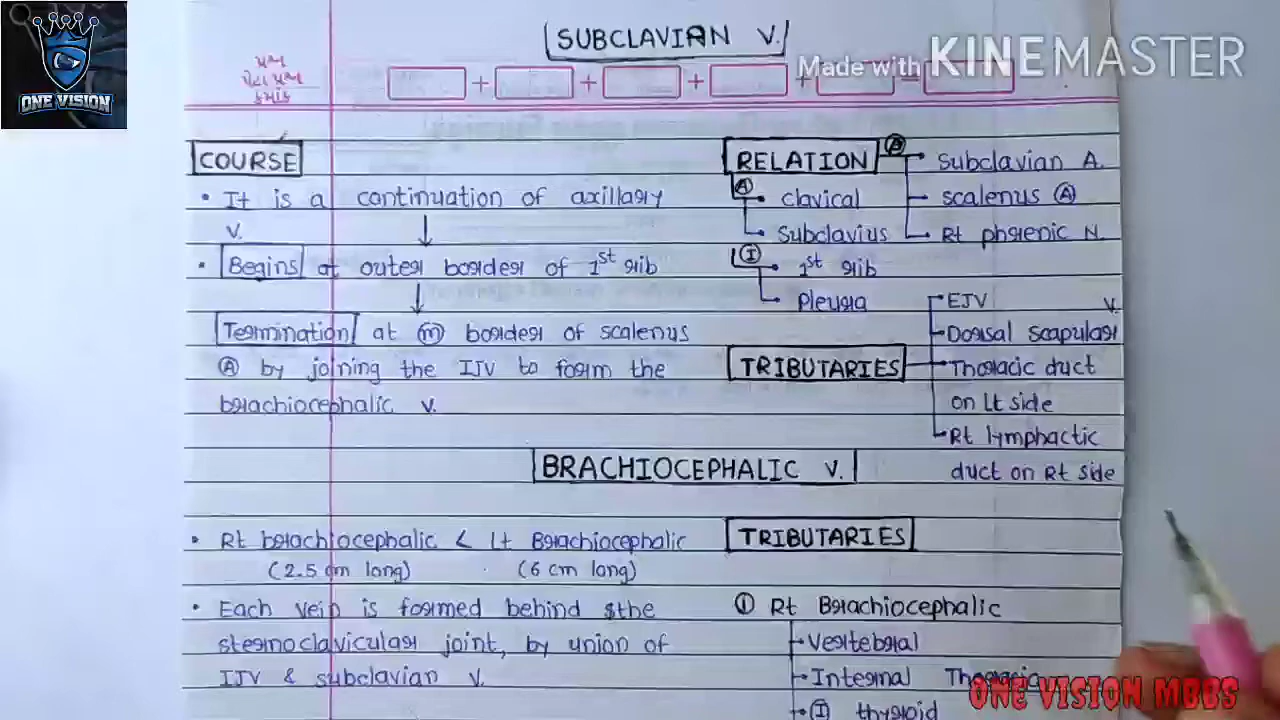 SUBCLAVIAN V.
Made with KINEMASTER
ONE VISION
પ્રશ્ન
પેટા પ્રશ્ન
ક્રમાંક
+ + + + =
COURSE
• It is a continuation of axillary
V.
• Begins at outer border of 1st rib
Termination at (m) border of scalenus
(A) by joining the IJV to form the
brachiocephalic v.
RELATION
(A)
clavical
Subclavius
(P)
Subclavian A.
scalenus (A)
Rt phrenic N.
(I)
1st rib
Pleura
TRIBUTARIES
EJV
Dorsal scapular V.
Thoracic duct
on Lt side
Rt lymphactic
duct on Rt side
BRACHIOCEPHALIC V.
• Rt brachiocephalic < Lt Brachiocephalic
(2.5 cm long) (6 cm long)
• Each vein is formed behind the
sternoclavicular joint, by union of
IJV & subclavian V.
TRIBUTARIES
① Rt Brachiocephalic
Vertebral
Internal Thoracic
(I) thyroid
ONE VISION MBBS